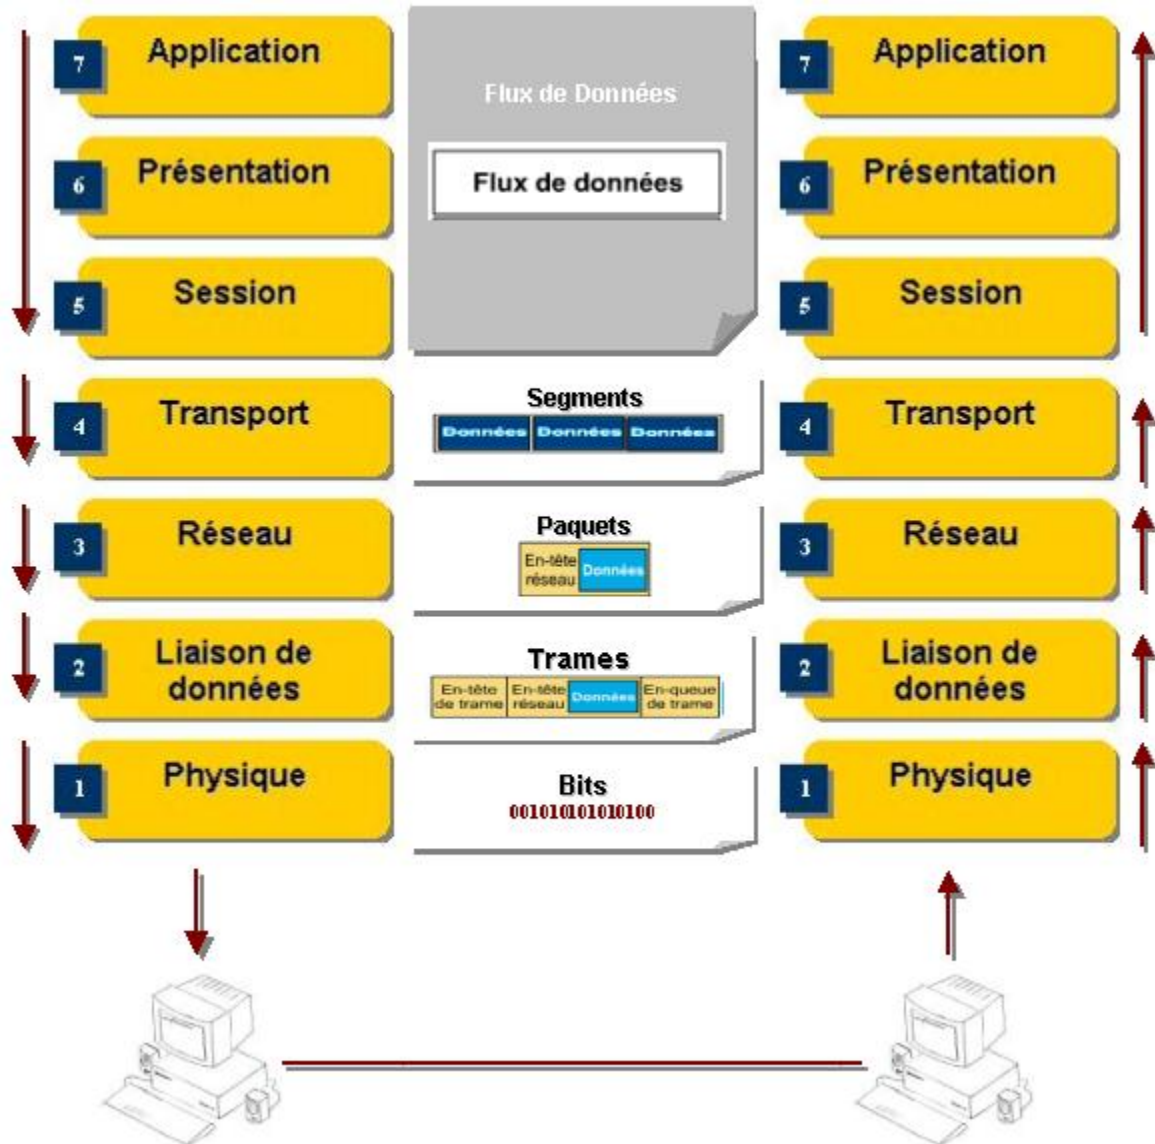 7
Application
Flux de Données
7
Application
6
Présentation
Flux de données
6
Présentation
5
Session
5
Session
4
Transport
Segments
Données Données Données
4
Transport
3
Réseau
Paquets
En-tête
réseau
Données
3
Réseau
2
Liaison de
données
Trames
En-tête
de trame
En-tête
réseau
Données
En-queue
de trame
2
Liaison de
données
1
Physique
Bits
001010101010100
1
Physique